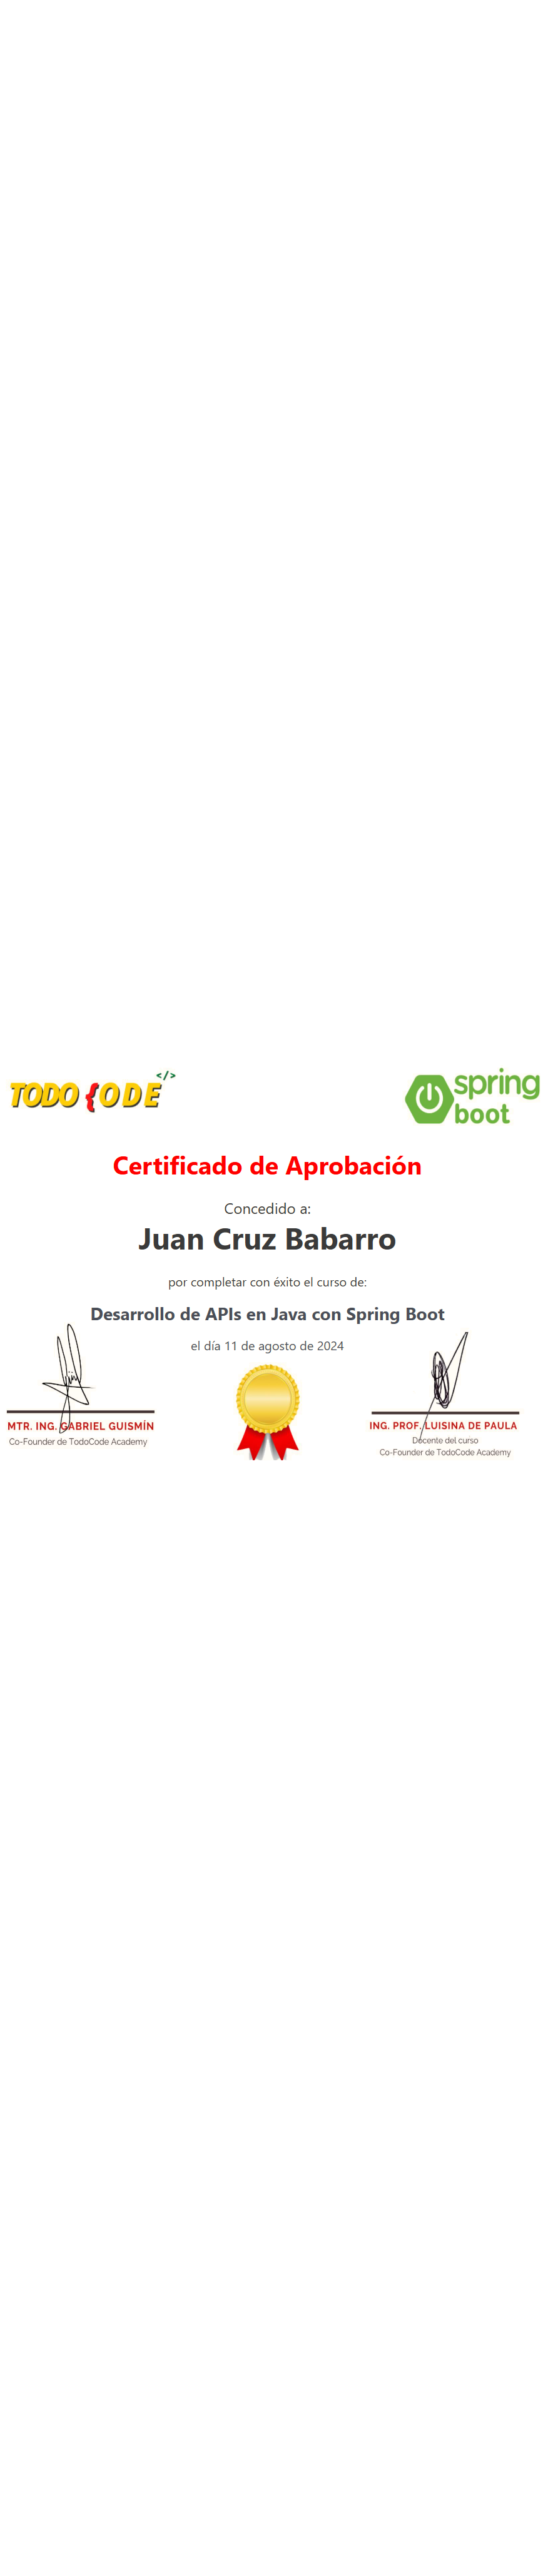 TODO{ODE </>
spring
boot
Certificado de Aprobación
Concedido a:
Juan Cruz Babarro
por completar con éxito el curso de:
Desarrollo de APIs en Java con Spring Boot
el día 11 de agosto de 2024
MTR. ING. GABRIEL GUISMÍN
Co-Founder de TodoCode Academy
ING. PROF. LUISINA DE PAULA
Docente del curso
Co-Founder de TodoCode Academy